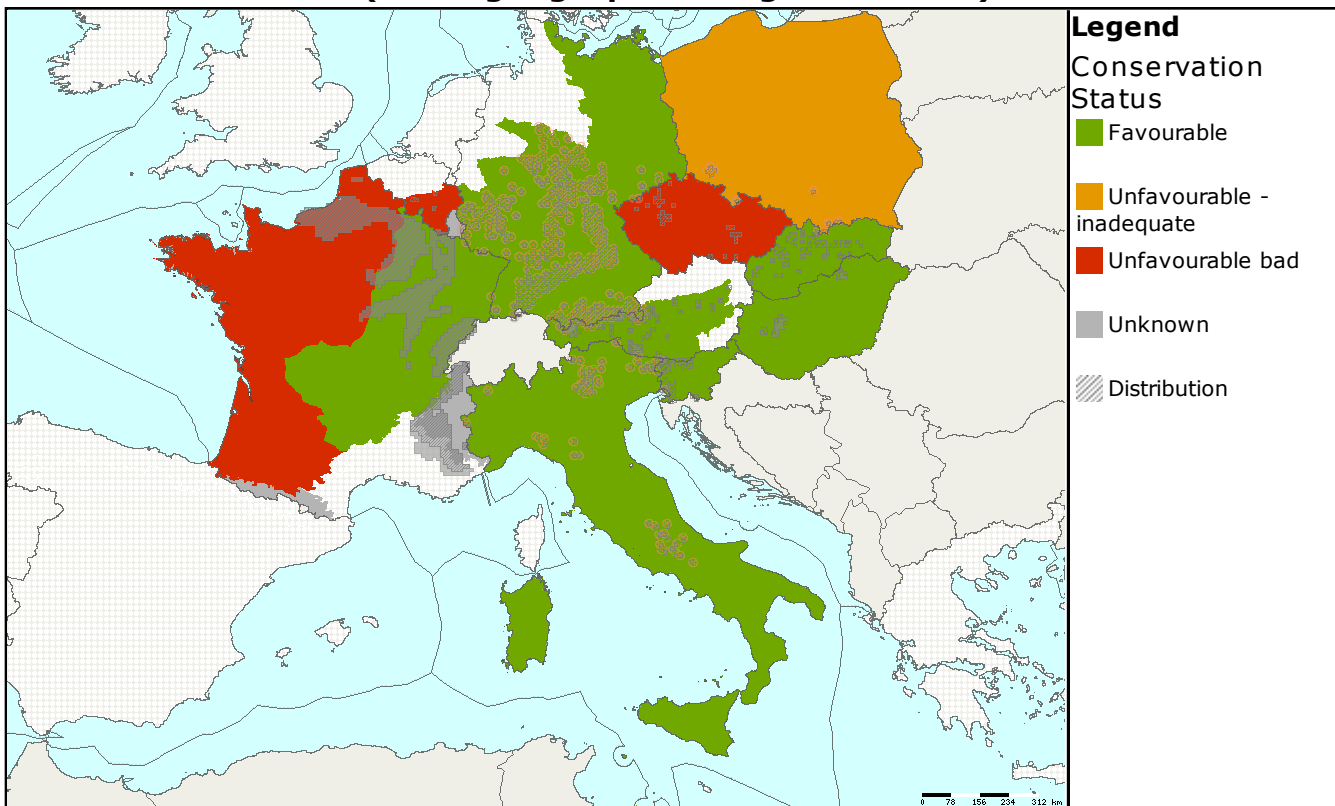 Legend
Conservation
Status
Favourable
Unfavourable -
inadequate
Unfavourable bad
Unknown
Distribution
0 78 156 234 312 km